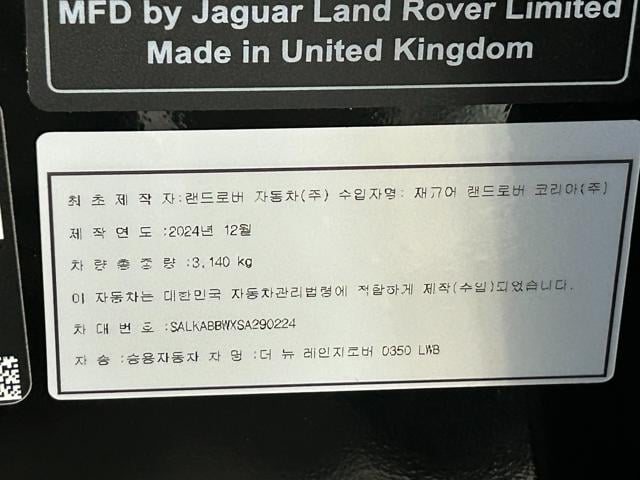 MFD by Jaguar Land Rover Limited
Made in United Kingdom
최 초 제 작 자:랜드로버 자동차(주) 수입자명: 재규어 랜드로버 코리아(주)
제 작 연 도 :2024년 12월
차 량 총 중 량 :3,140 kg
이 자동차는 대한민국 자동차관리법령에 적합하게 제작(수입)되었습니다.
차 대 번 호 :SALKABBWXSA290224
차 종 :승용자동차 차 명 :더 뉴 레인지로버 D350 LWB